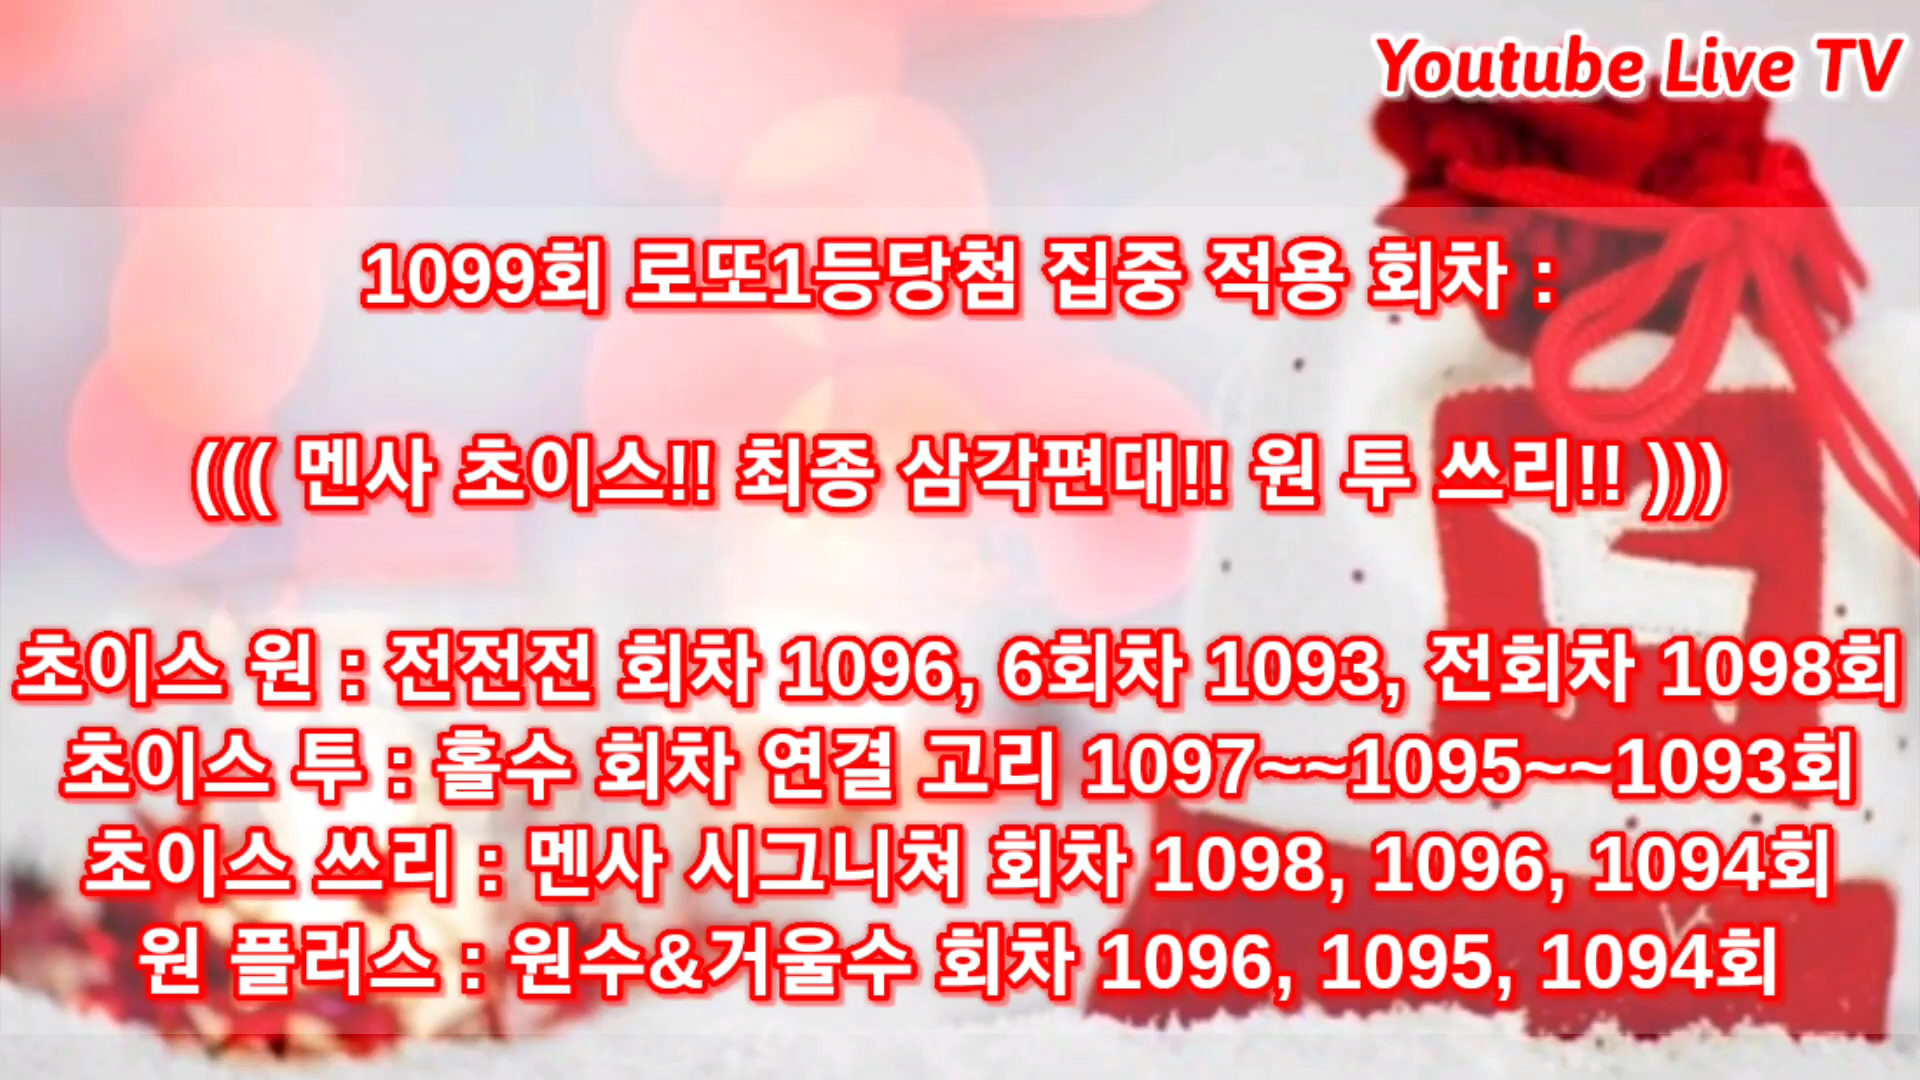 Youtube Live TV
1099회 로또1등당첨 집중 적용 회차 :
((( 멘사 초이스!! 최종 삼각편대!! 원 투 쓰리!! )))
초이스 원 : 전전전 회차 1096, 6회차 1093, 전회차 1098회
초이스 투 : 홀수 회차 연결 고리 1097~~1095~~1093회
초이스 쓰리 : 멘사 시그니쳐 회차 1098, 1096, 1094회
원 플러스 : 원수&거울수 회차 1096, 1095, 1094회